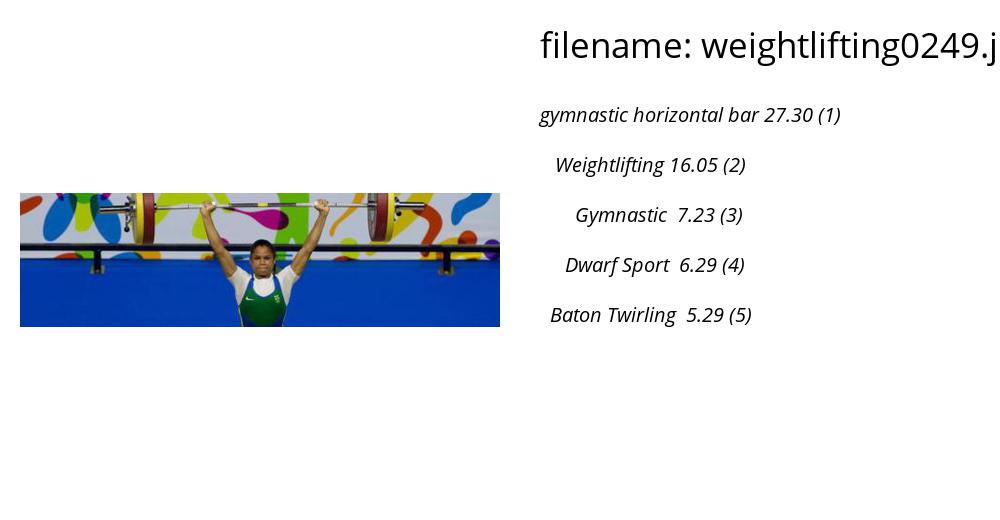 filename: weightlifting0249.j
gymnastic horizontal bar 27.30 (1)
Weightlifting 16.05 (2)
Gymnastic 7.23 (3)
Dwarf Sport 6.29 (4)
Baton Twirling 5.29 (5)